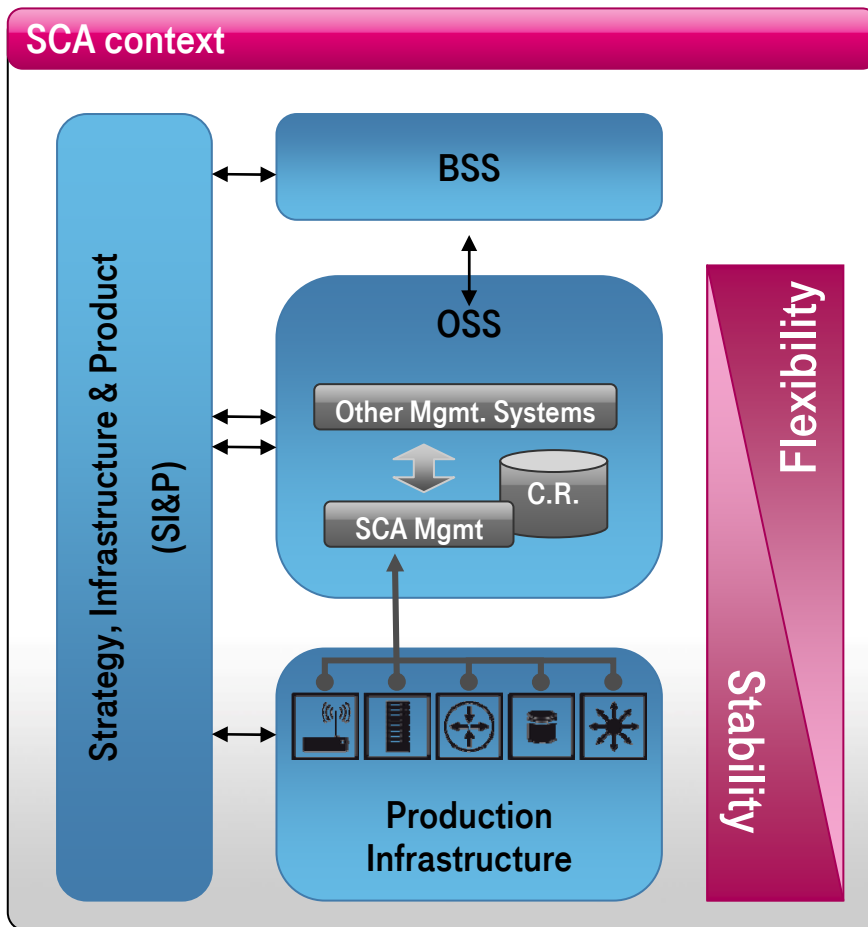 SCA context
BSS
Strategy, Infrastructure & Product
(SI&P)
OSS
Other Mgmt. Systems
C.R.
SCA Mgmt
Flexibility
Stability
Production
Infrastructure